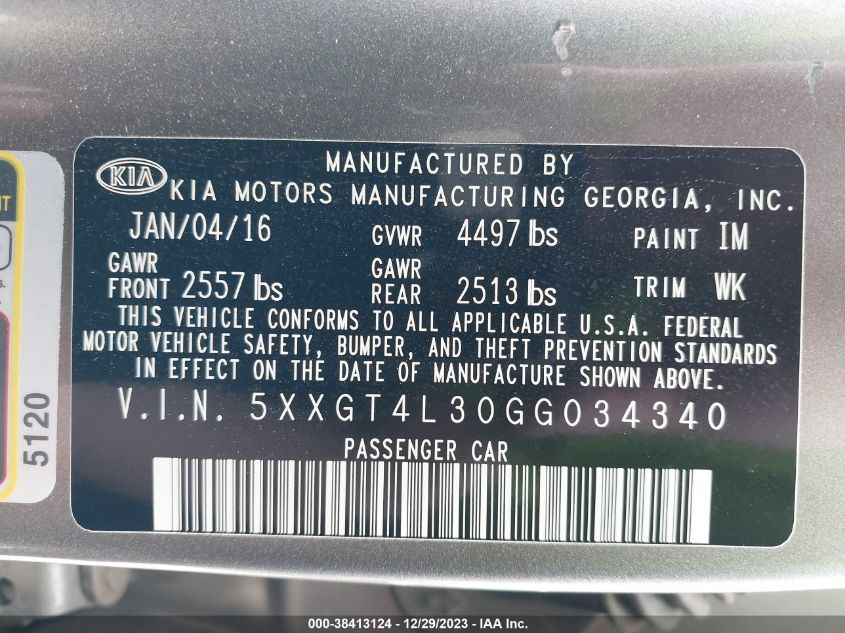 MANUFACTURED BY
KIA KIA MOTORS MANUFACTURING GEORGIA, INC.
JAN/04/16 GVWR 4497 lbs PAINT IM
GAWR FRONT 2557 lbs GAWR REAR 2513 lbs TRIM WK
THIS VEHICLE CONFORMS TO ALL APPLICABLE U.S.A. FEDERAL
MOTOR VEHICLE SAFETY, BUMPER, AND THEFT PREVENTION STANDARDS
IN EFFECT ON THE DATE OF MANUFACTURE SHOWN ABOVE.
V.I.N. 5XXGT4L30GG034340
PASSENGER CAR
5120
000-38413124 - 12/29/2023 - IAA Inc.